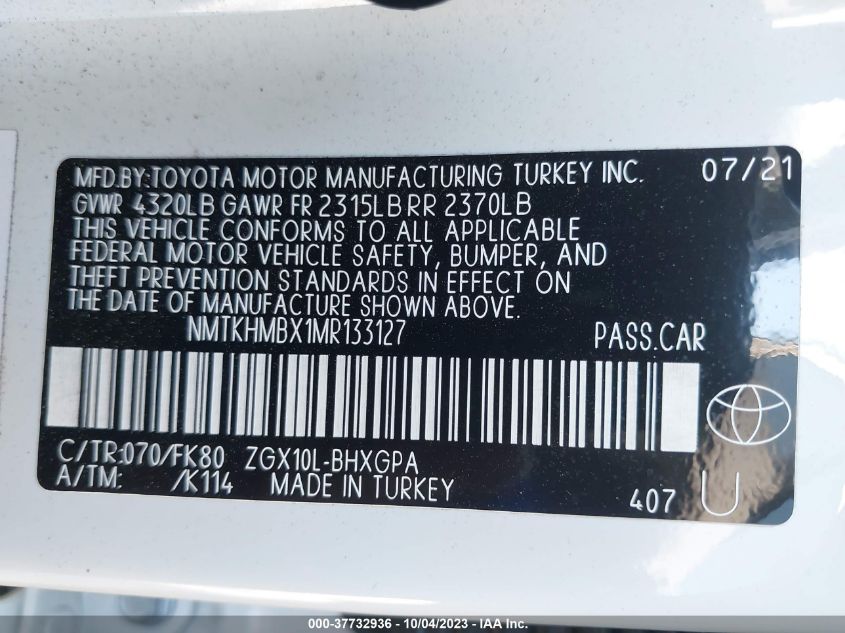 MFD.BY:TOYOTA MOTOR MANUFACTURING TURKEY INC. 07/21
GVWR 4320LB GAWR FR 2315LB RR 2370LB
THIS VEHICLE CONFORMS TO ALL APPLICABLE
FEDERAL MOTOR VEHICLE SAFETY, BUMPER, AND
THEFT PREVENTION STANDARDS IN EFFECT ON
THE DATE OF MANUFACTURE SHOWN ABOVE.
NMTKHMBX1MR133127 PASS.CAR
C/TR:070/FK80 ZGX10L-BHXGPA
A/TM: /K114 MADE IN TURKEY
407 U
000-37732936 - 10/04/2023 - IAA Inc.